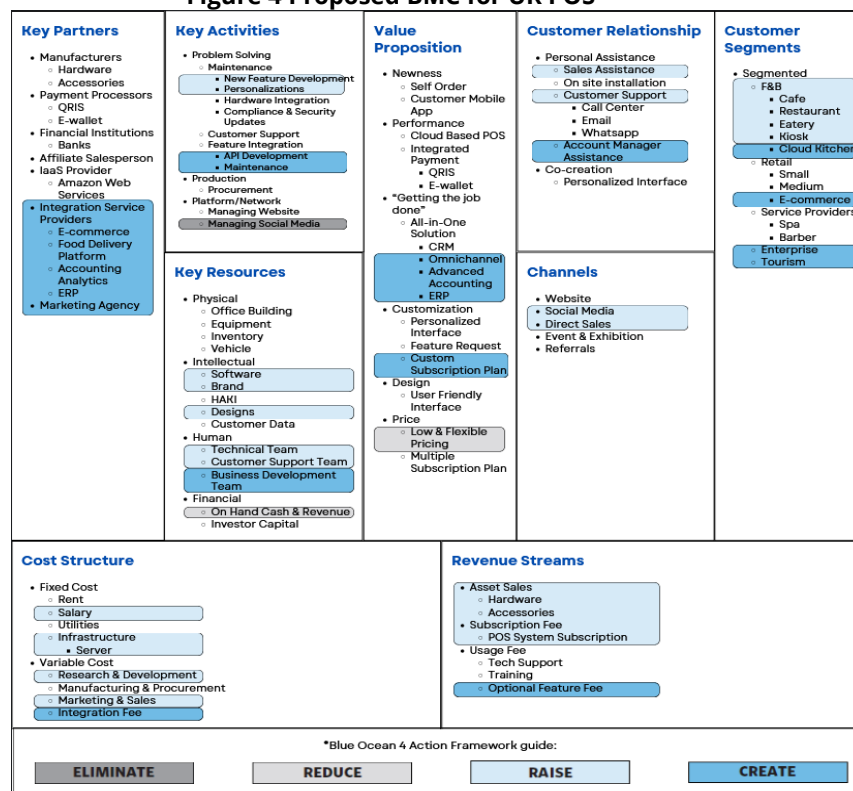 Figure 4 Proposed BMC for UK POS
Key Partners
• Manufacturers
○ Hardware
○ Accessories
• Payment Processors
○ QRIS
○ E-wallet
• Financial Institutions
○ Banks
• Affiliate Salesperson
• IaaS Provider
○ Amazon Web
Services
• Integration Service
Providers
○ E-commerce
○ Food Delivery
Platform
○ Accounting
Analytics
○ ERP
• Marketing Agency
Key Activities
• Problem Solving
○ Maintenance
▪ New Feature Development
▪ Personalizations
▪ Hardware Integration
▪ Compliance & Security
Updates
○ Customer Support
○ Feature Integration
▪ API Development
▪ Maintenance
• Production
○ Procurement
• Platform/Network
○ Managing Website
○ Managing Social Media
Key Resources
• Physical
○ Office Building
○ Equipment
○ Inventory
○ Vehicle
• Intellectual
○ Software
○ Brand
○ HAKI
○ Designs
○ Customer Data
• Human
○ Technical Team
○ Customer Support Team
○ Business Development
Team
• Financial
○ On Hand Cash & Revenue
○ Investor Capital
Value
Proposition
• Newness
○ Self Order
○ Customer Mobile
App
• Performance
○ Cloud Based POS
○ Integrated
Payment
▪ QRIS
▪ E-wallet
• "Getting the job
done"
○ All-in-One
Solution
▪ CRM
▪ Omnichannel
▪ Advanced
Accounting
▪ ERP
• Customization
○ Personalized
Interface
○ Feature Request
○ Custom
Subscription Plan
• Design
○ User Friendly
Interface
• Price
○ Low & Flexible
Pricing
○ Multiple
Subscription Plan
Customer Relationship
• Personal Assistance
○ Sales Assistance
○ On site installation
○ Customer Support
▪ Call Center
▪ Email
▪ Whatsapp
○ Account Manager
Assistance
• Co-creation
○ Personalized Interface
Channels
• Website
• Social Media
• Direct Sales
• Event & Exhibition
• Referrals
Customer
Segments
• Segmented
○ F&B
▪ Cafe
▪ Restaurant
▪ Eatery
▪ Kiosk
▪ Cloud Kitchen
○ Retail
▪ Small
▪ Medium
▪ E-commerce
○ Service Providers
▪ Spa
▪ Barber
○ Enterprise
○ Tourism
Cost Structure
• Fixed Cost
○ Rent
○ Salary
○ Utilities
○ Infrastructure
▪ Server
• Variable Cost
○ Research & Development
○ Manufacturing & Procurement
○ Marketing & Sales
○ Integration Fee
Revenue Streams
• Asset Sales
○ Hardware
○ Accessories
• Subscription Fee
○ POS System Subscription
• Usage Fee
○ Tech Support
○ Training
○ Optional Feature Fee
*Blue Ocean 4 Action Framework guide:
ELIMINATE
REDUCE
RAISE
CREATE